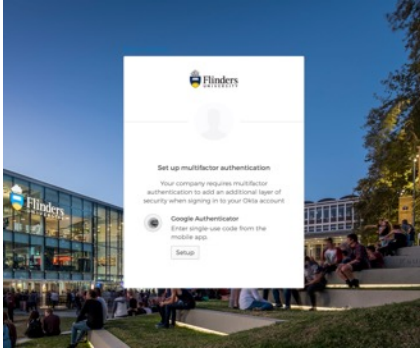 Flinders
UNIVERSITY
Set up multifactor authentication
Your company requires multifactor
authentication to add an additional layer of
security when signing in to your Okta account
Google Authenticator
Enter single-use code from the
mobile app.
Setup
Flinders